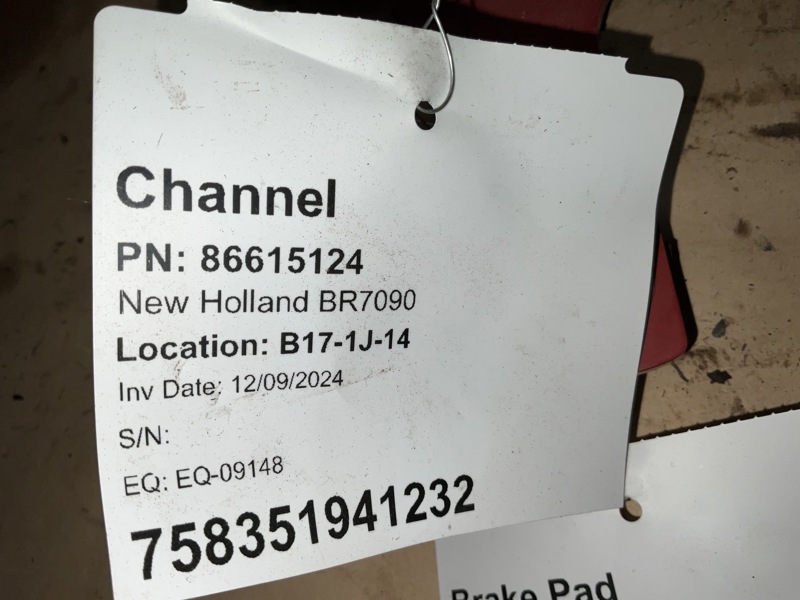 Channel
PN: 86615124
New Holland BR7090
Location: B17-1J-14
Inv Date: 12/09/2024
S/N:
EQ: EQ-09148
758351941232
Brake Pad